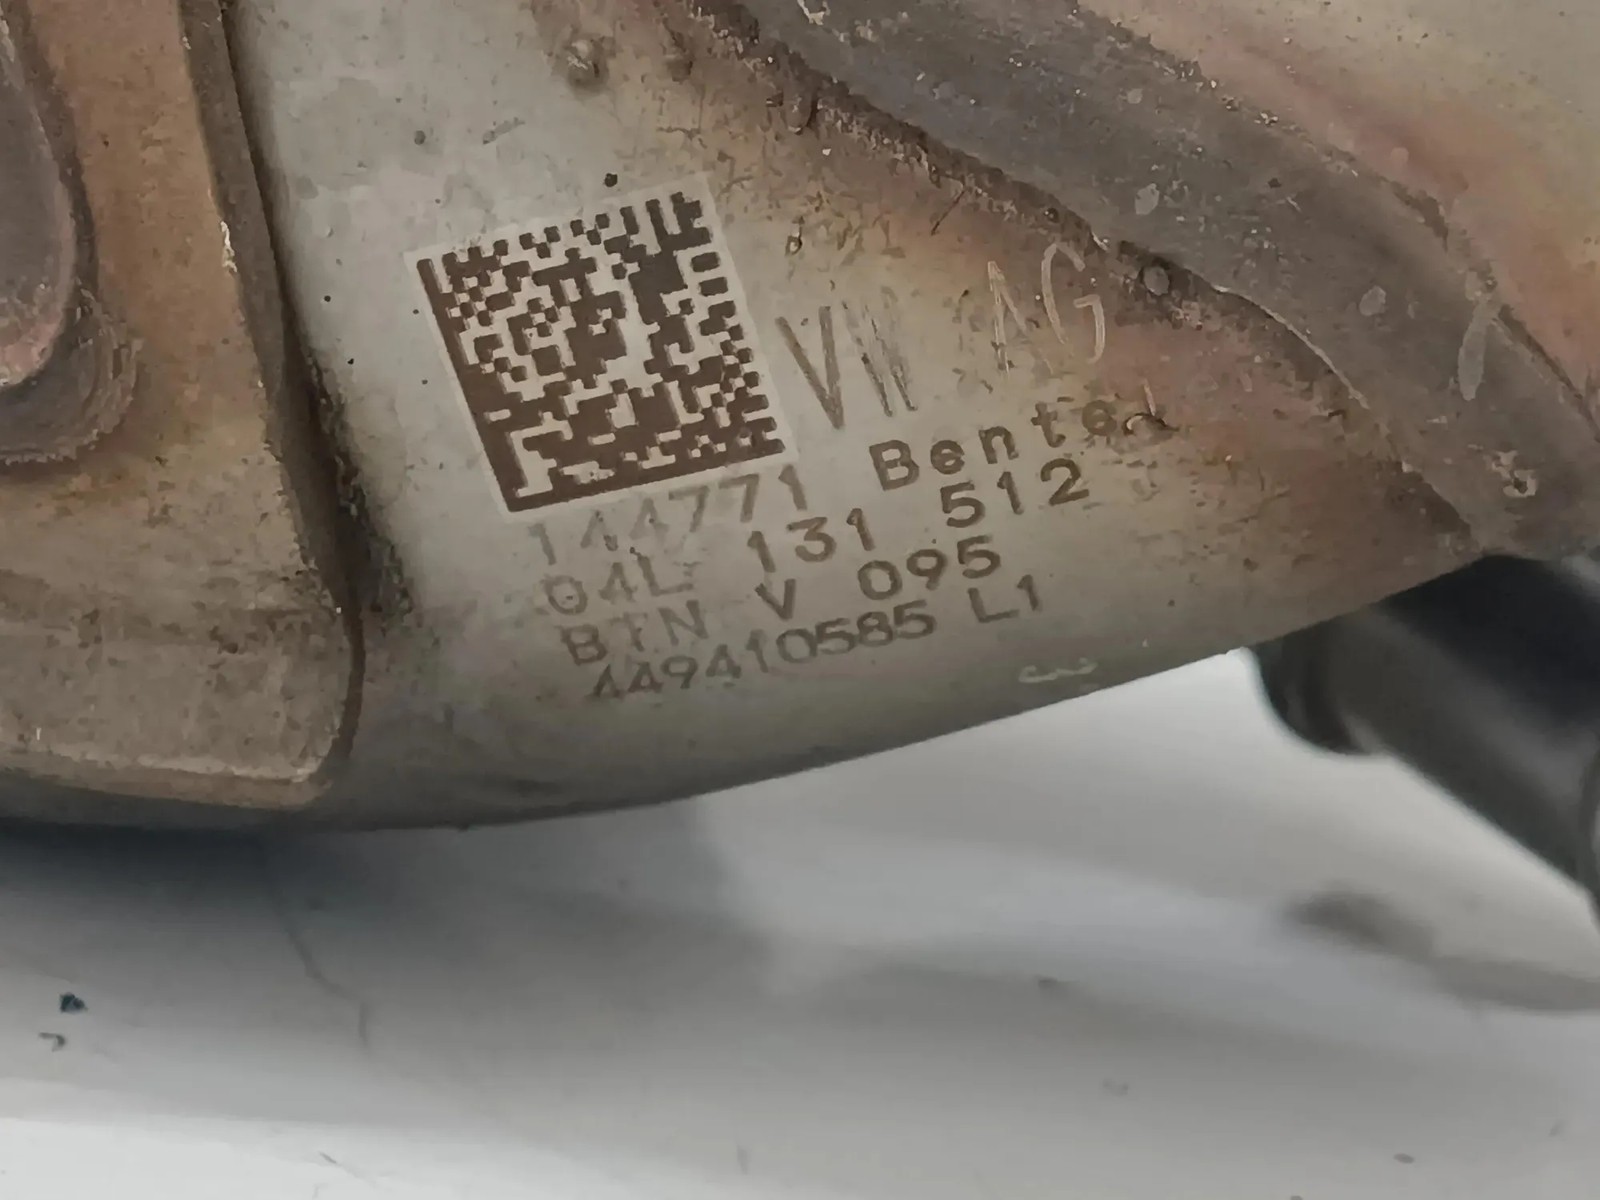 VW AG
144771 Bente
04L 131 512
BTN V 095
449410585 L1